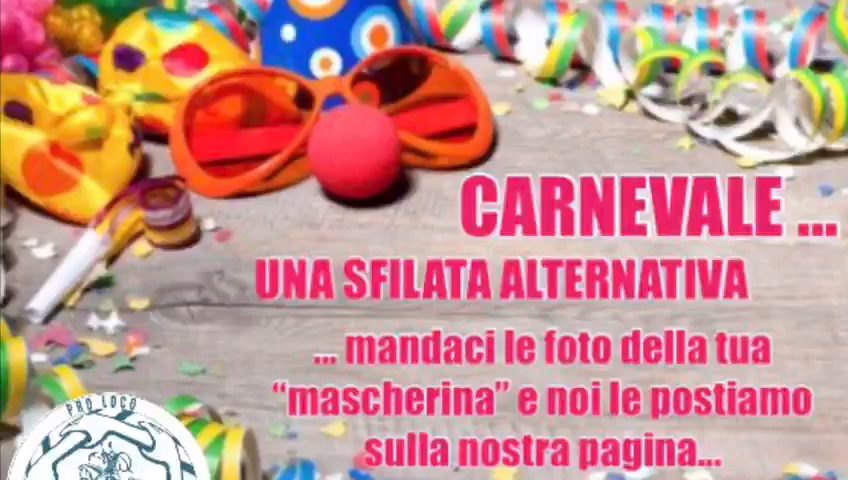 CARNEVALE ...
UNA SFILATA ALTERNATIVA
... mandaci le foto della tua
“mascherina” e noi le postiamo
sulla nostra pagina...
PRO LOCO